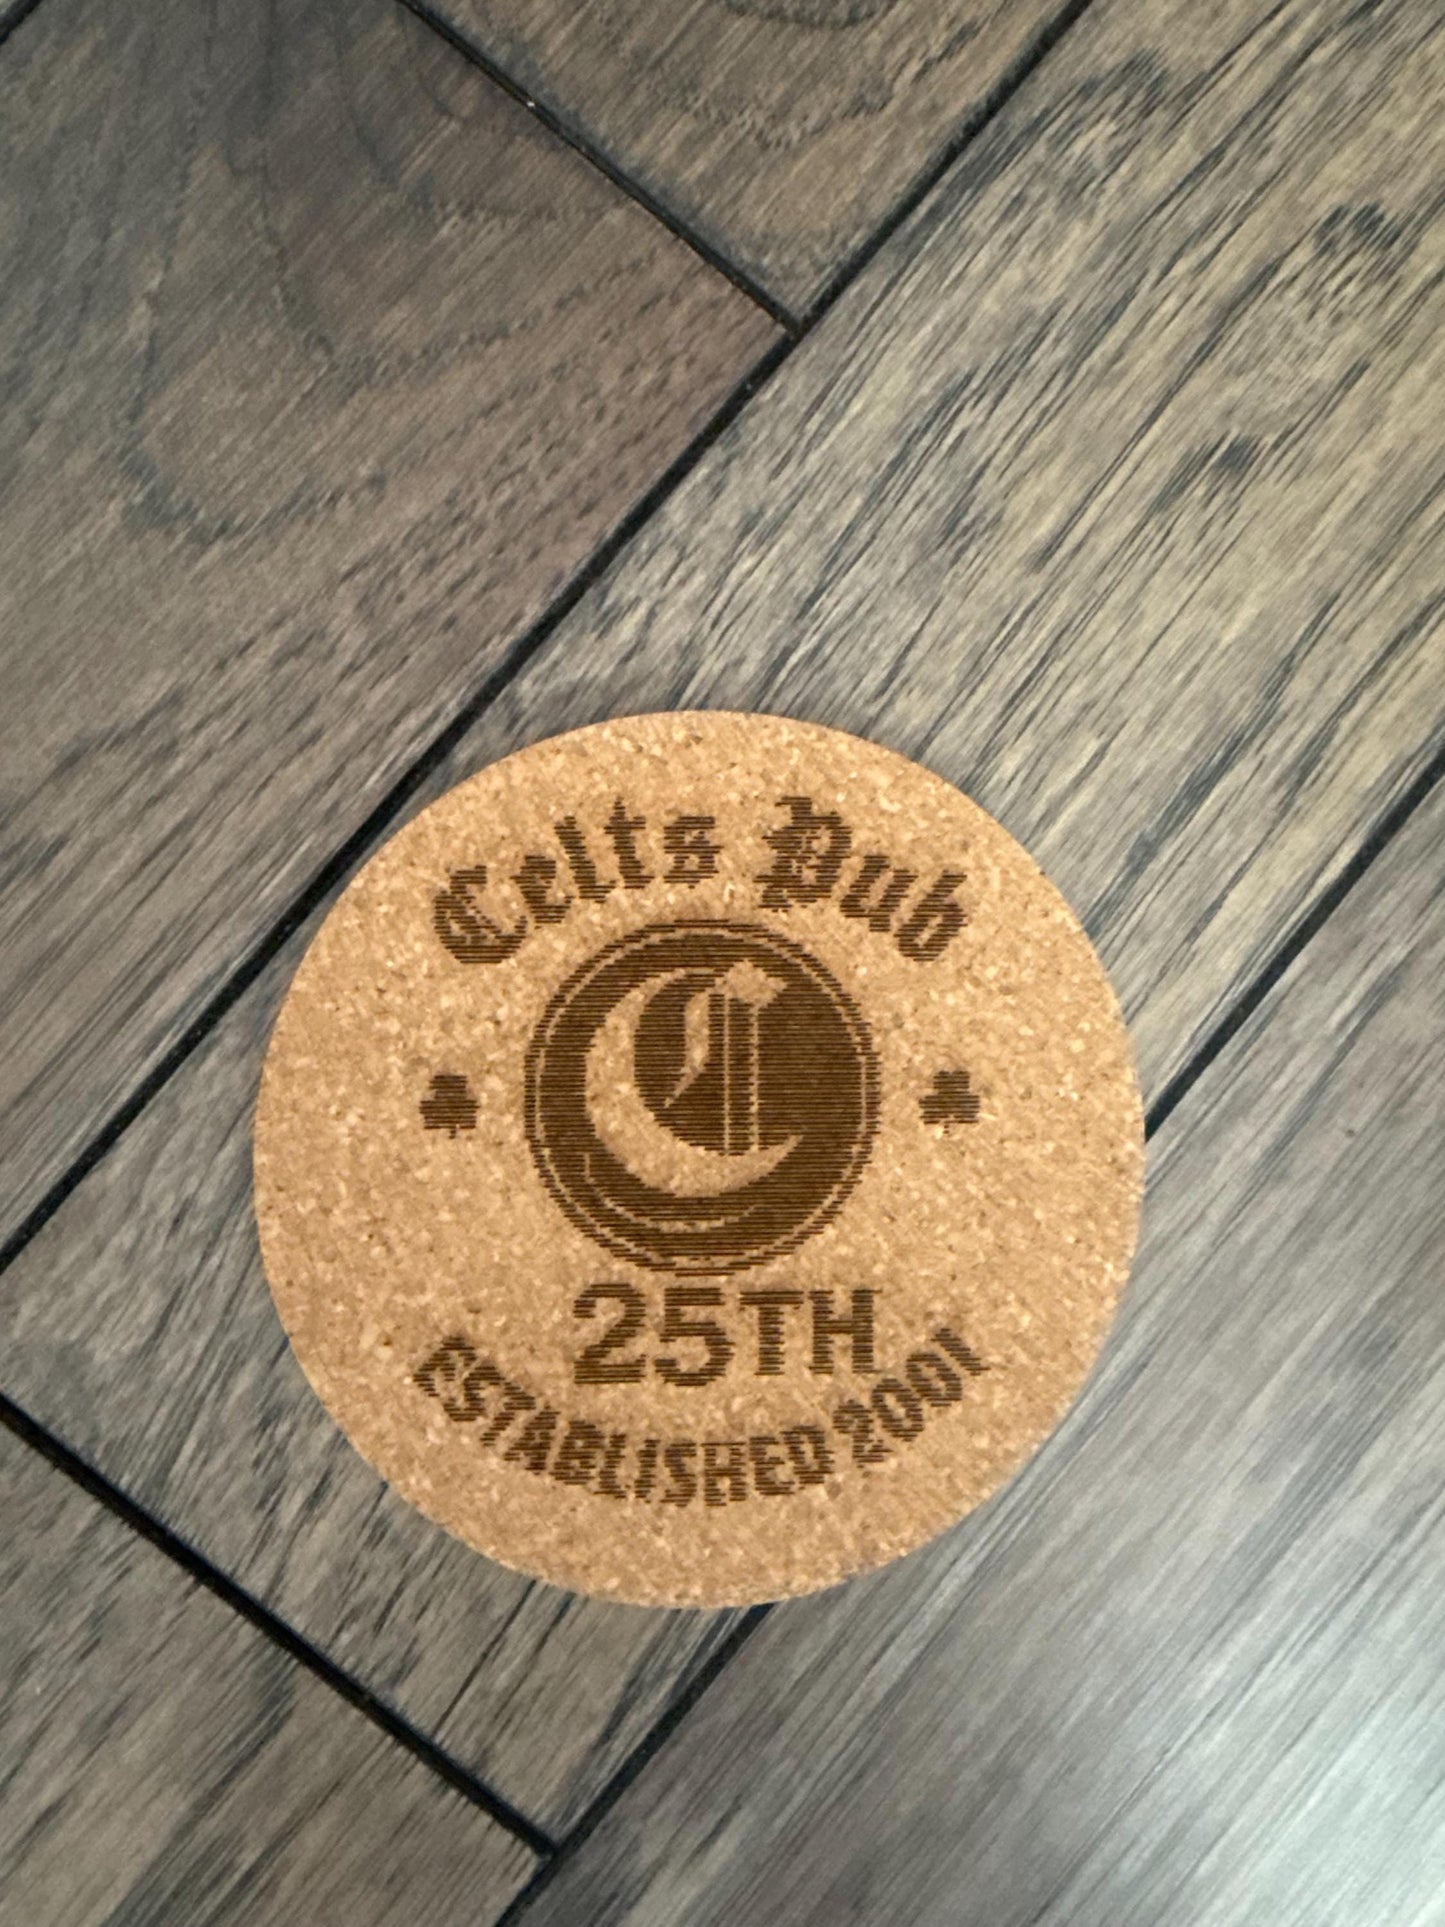 Celts Pub
C
25TH
ESTABLISHED 2001